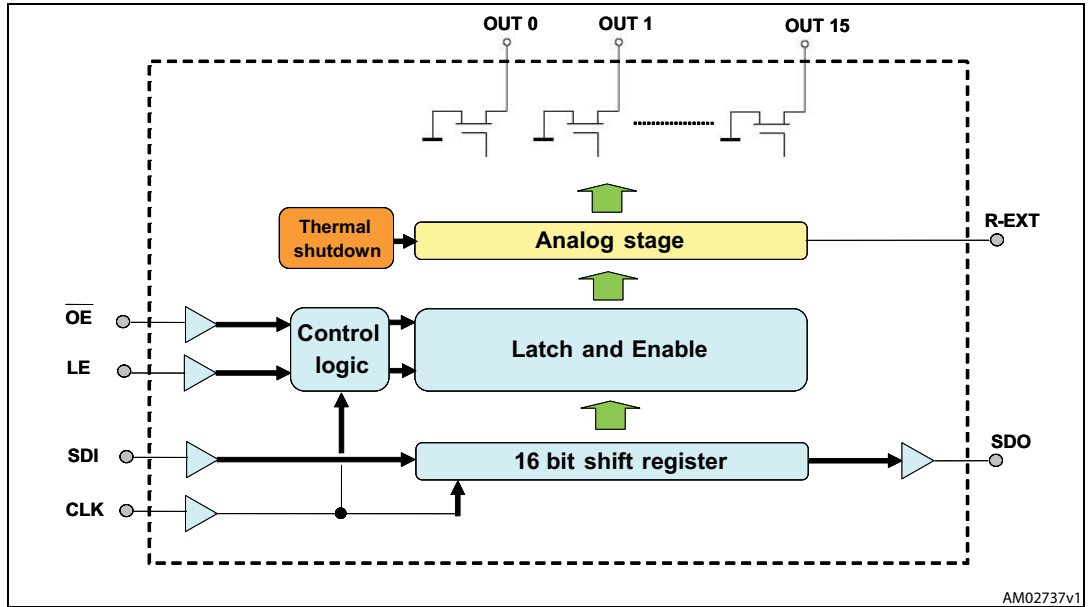 OUT 0
OUT 1
OUT 15
Thermal
shutdown
Analog stage
R-EXT
OE
LE
Control
logic
Latch and Enable
SDI
16 bit shift register
SDO
CLK
AM02737v1